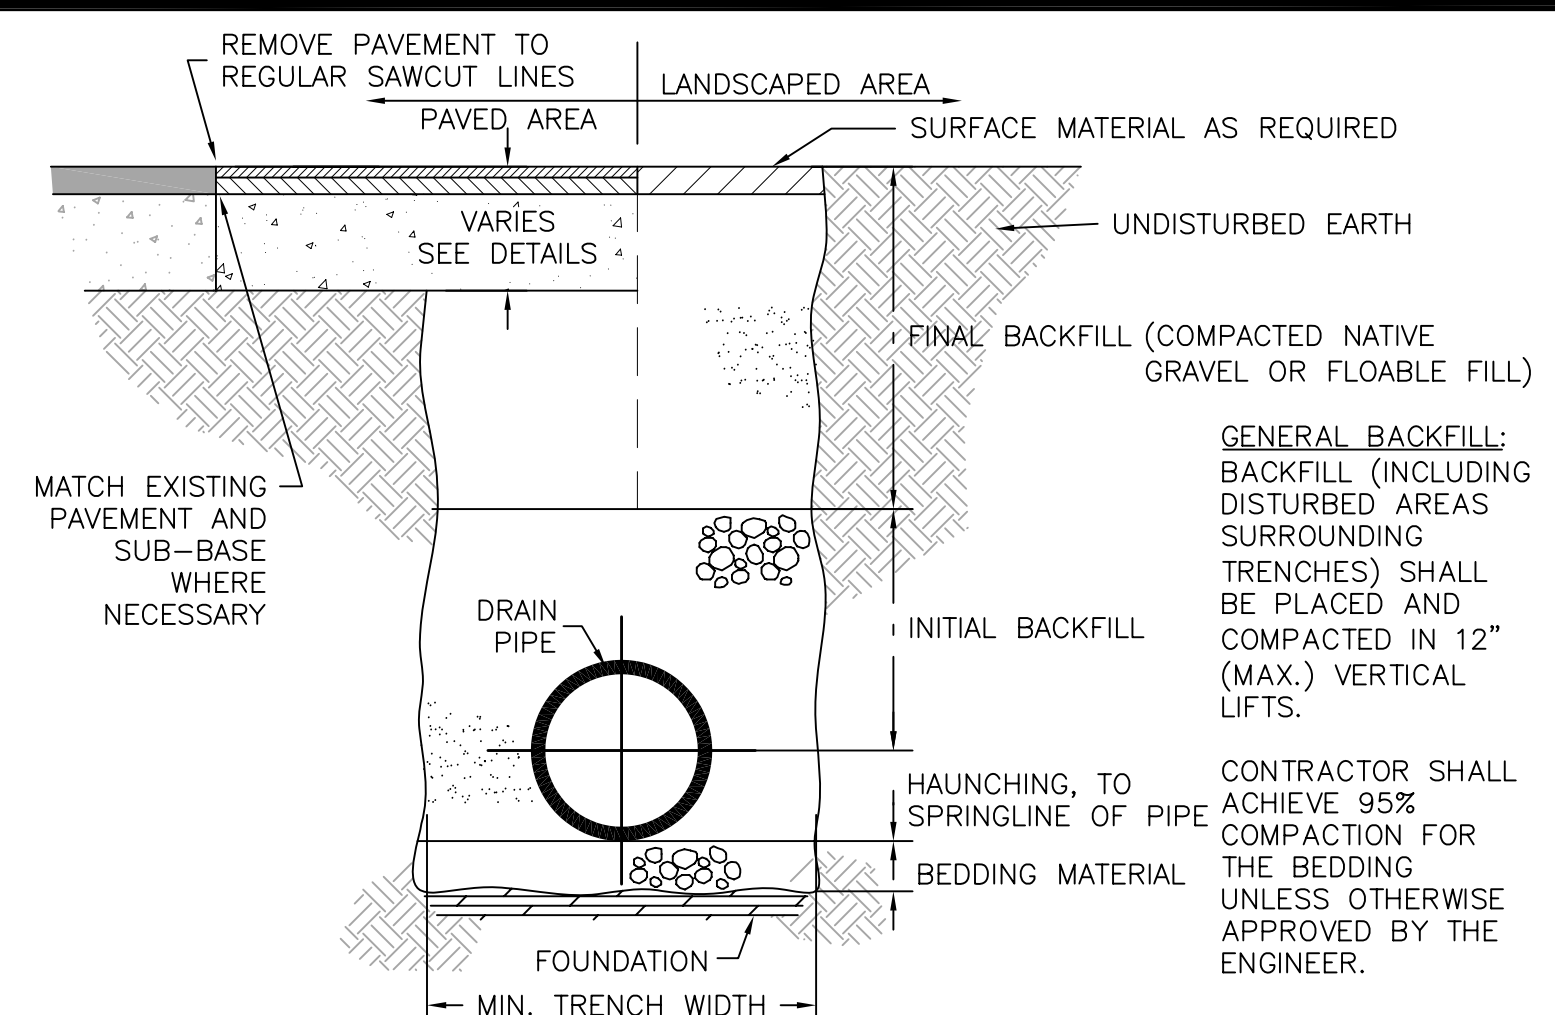 REMOVE PAVEMENT TO
REGULAR SAWCUT LINES
LANDSCAPED AREA
PAVED AREA
SURFACE MATERIAL AS REQUIRED
VARIES
SEE DETAILS
UNDISTURBED EARTH
FINAL BACKFILL (COMPACTED NATIVE
GRAVEL OR FLOABLE FILL)
GENERAL BACKFILL:
BACKFILL (INCLUDING
DISTURBED AREAS
SURROUNDING
TRENCHES) SHALL
BE PLACED AND
COMPACTED IN 12”
(MAX.) VERTICAL
LIFTS.
MATCH EXISTING
PAVEMENT AND
SUB-BASE
WHERE
NECESSARY
DRAIN
PIPE
INITIAL BACKFILL
HAUNCHING, TO
SPRINGLINE OF PIPE
CONTRACTOR SHALL
ACHIEVE 95%
COMPACTION FOR
THE BEDDING
UNLESS OTHERWISE
APPROVED BY THE
ENGINEER.
BEDDING MATERIAL
FOUNDATION
MIN. TRENCH WIDTH